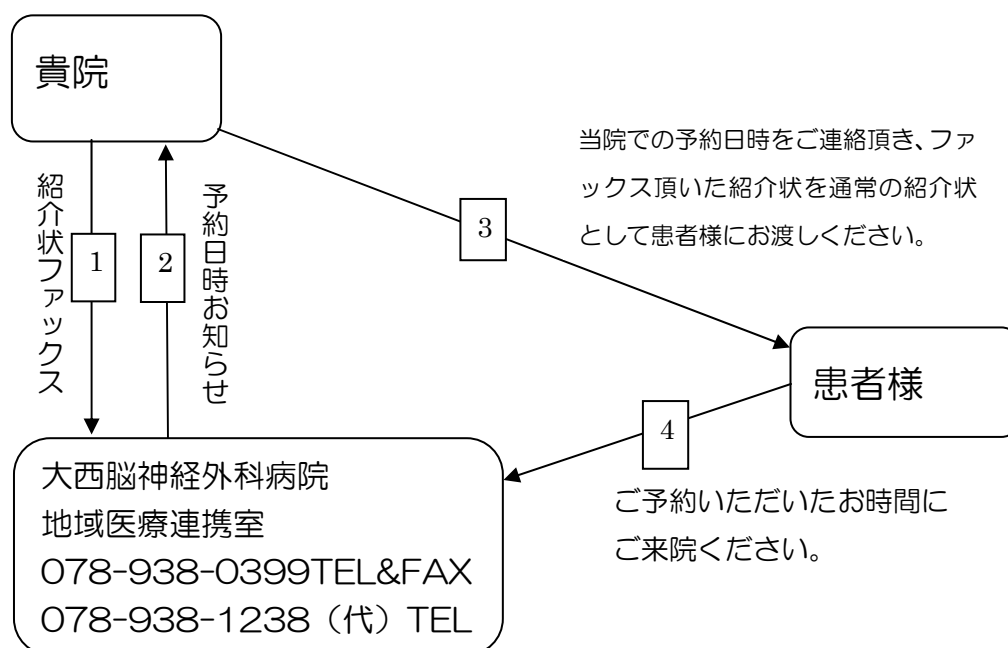 貴院
紹介状ファックス
1
2
予約日時お知らせ
3
当院での予約日時をご連絡頂き、ファ
ックス頂いた紹介状を通常の紹介状
として患者様にお渡しください。
患者様
4
ご予約いただいたお時間に
ご来院ください。
大西脳神経外科病院
地域医療連携室
078-938-0399TEL&FAX
078-938-1238（代）TEL